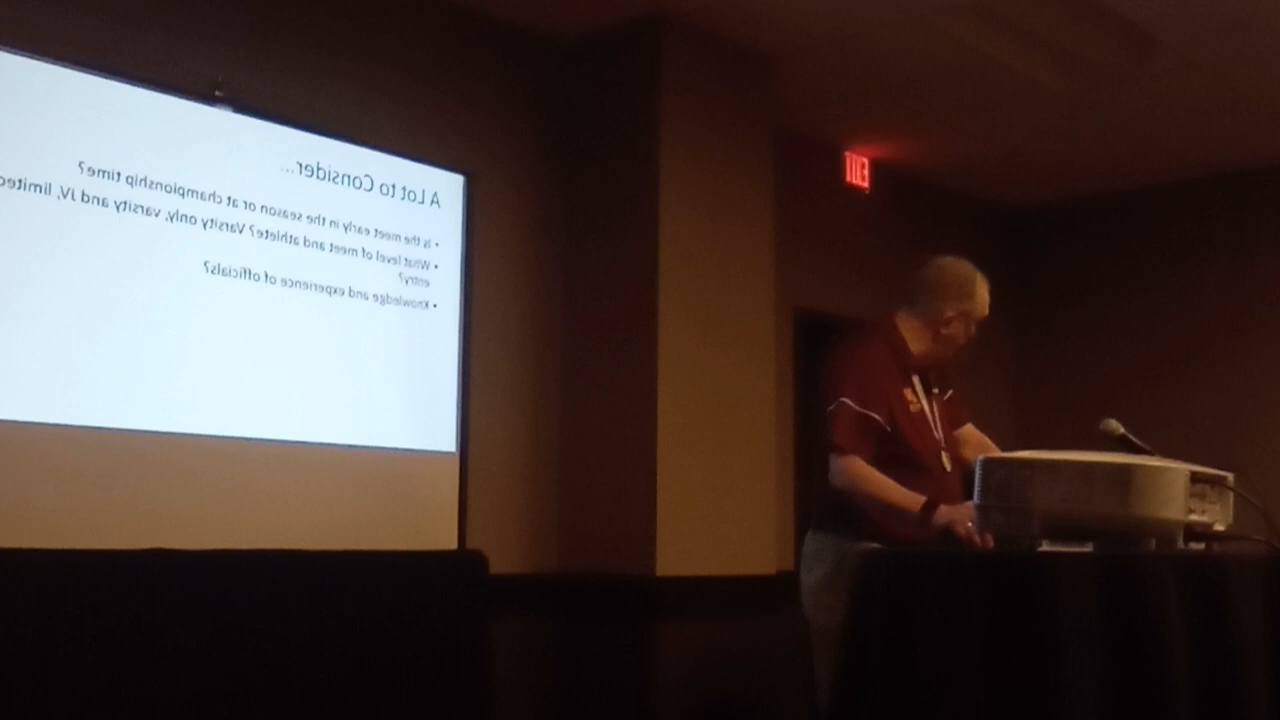 A Lot to Consider...
• Is the meet early in the season or at championship time?
• What level of meet and athlete? Varsity only, varsity and JV, limited
entry?
• Knowledge and experience of officials?
EXIT